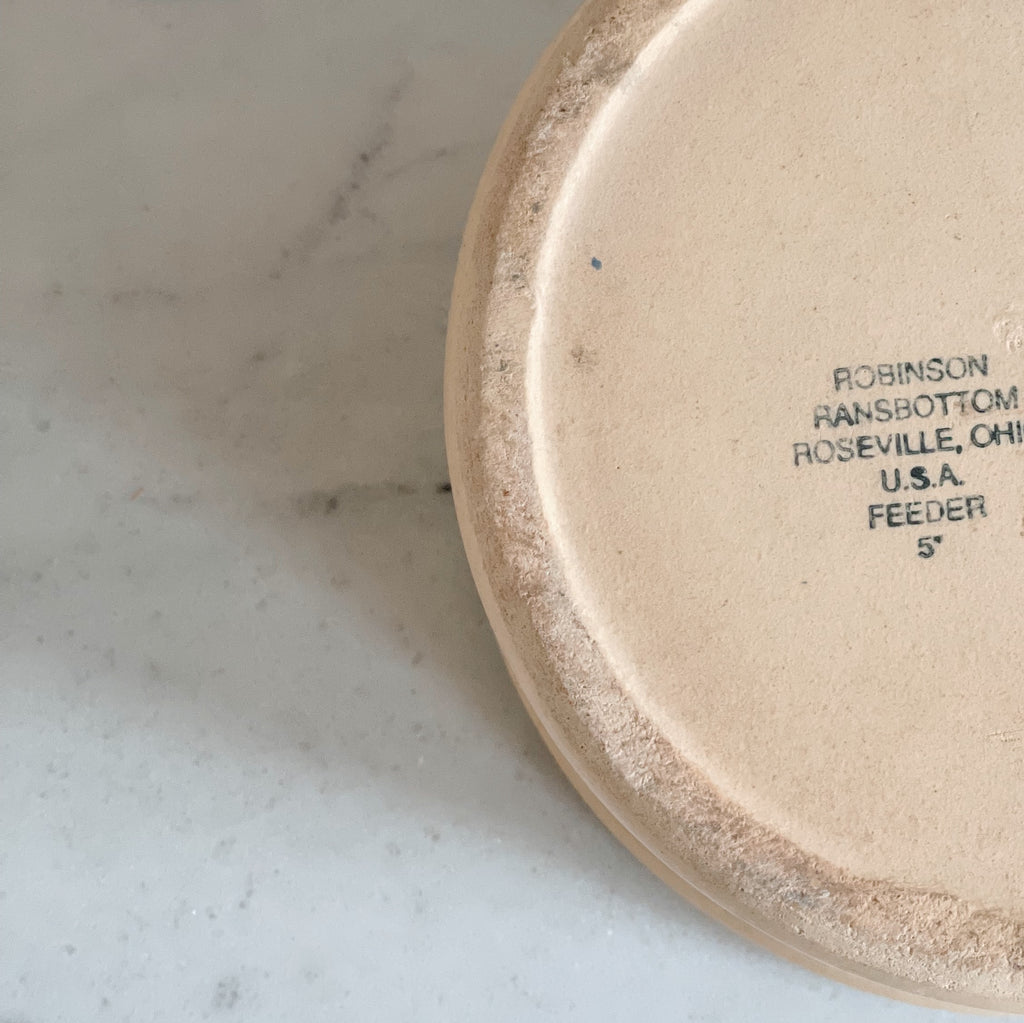 ROBINSON
RANSBOTTOM
ROSEVILLE, OHI
U.S.A.
FEEDER
5"